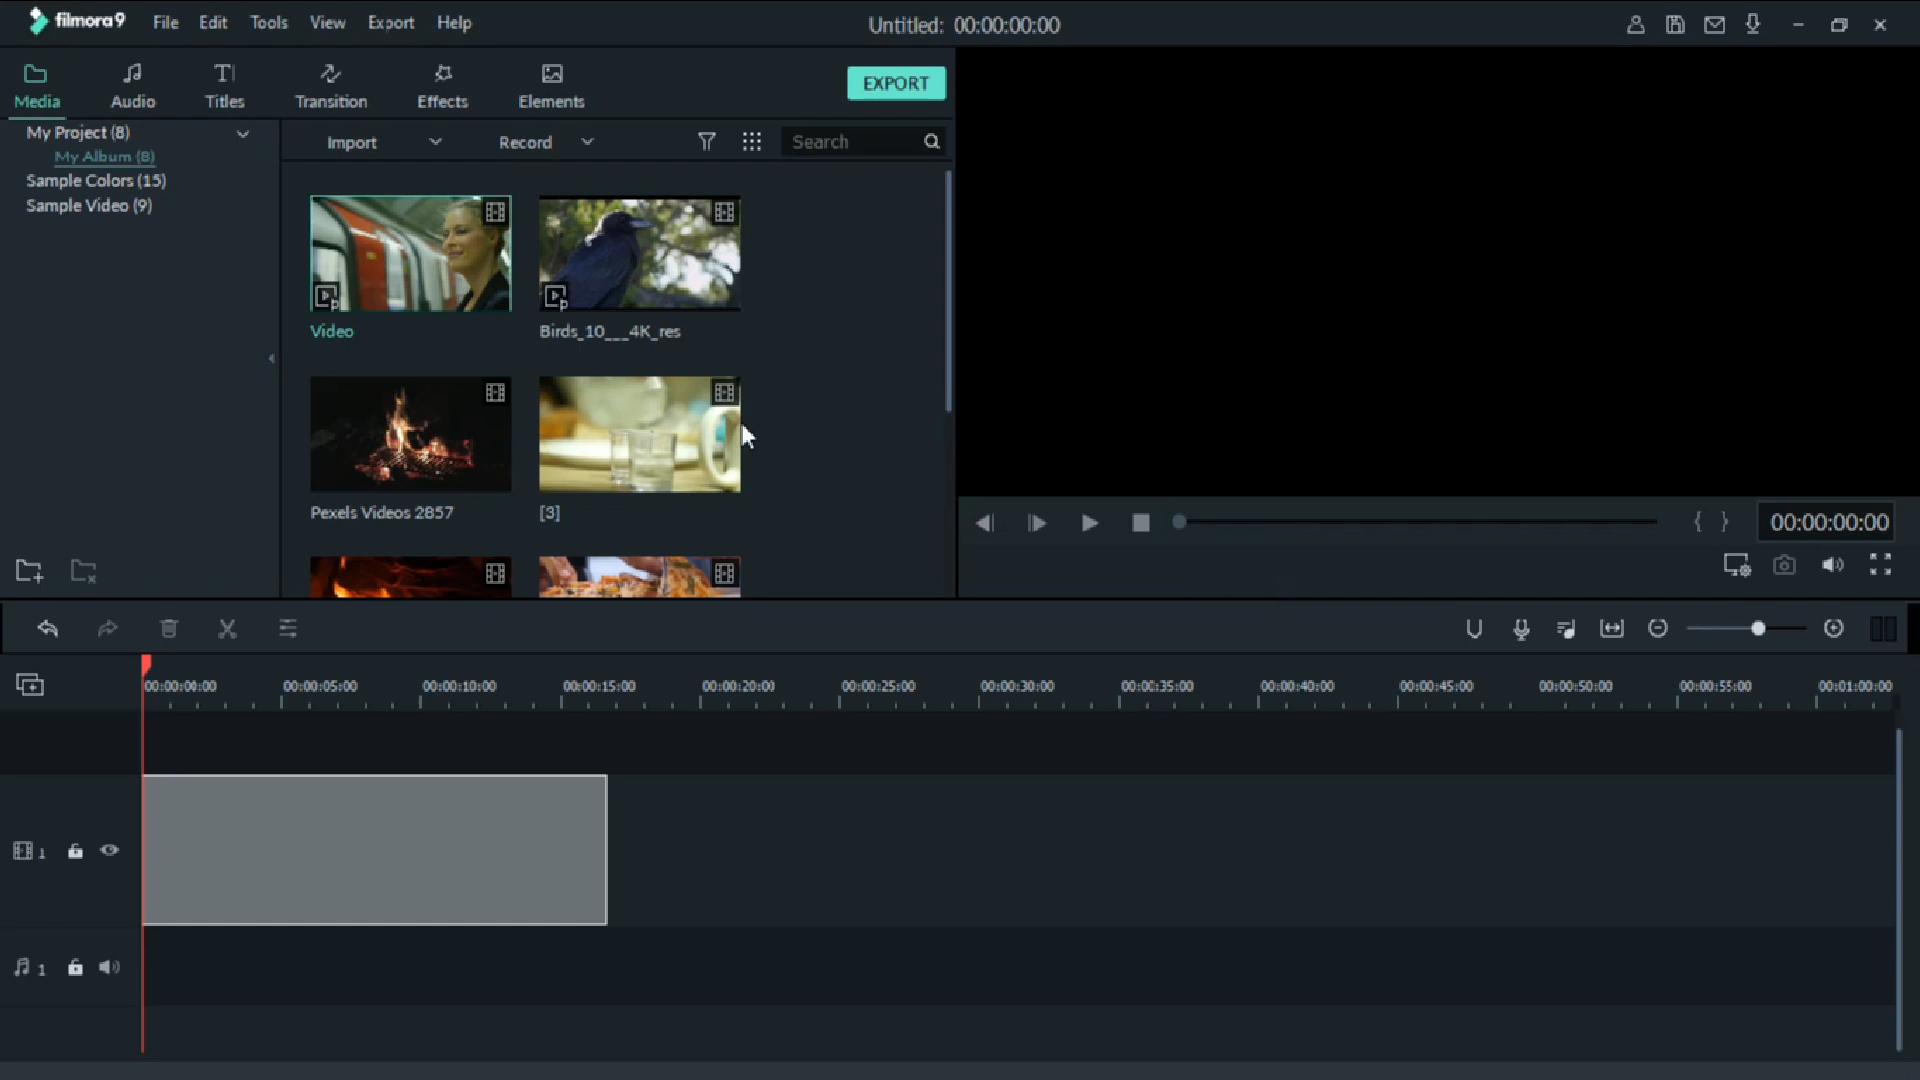 filmora9 File Edit Tools View Export Help Untitled: 00:00:00:00
Media Audio Titles Transition Effects Elements EXPORT
My Project (8)
My Album (8)
Sample Colors (15)
Sample Video (9)
Import Record Search
Video Birds_10___4K_res
Pexels Videos 2857 [3]
{ } 00:00:00:00
00:00:00:00 00:00:05:00 00:00:10:00 00:00:15:00 00:00:20:00 00:00:25:00 00:00:30:00 00:00:35:00 00:00:40:00 00:00:45:00 00:00:50:00 00:00:55:00 00:01:00:00
1
1